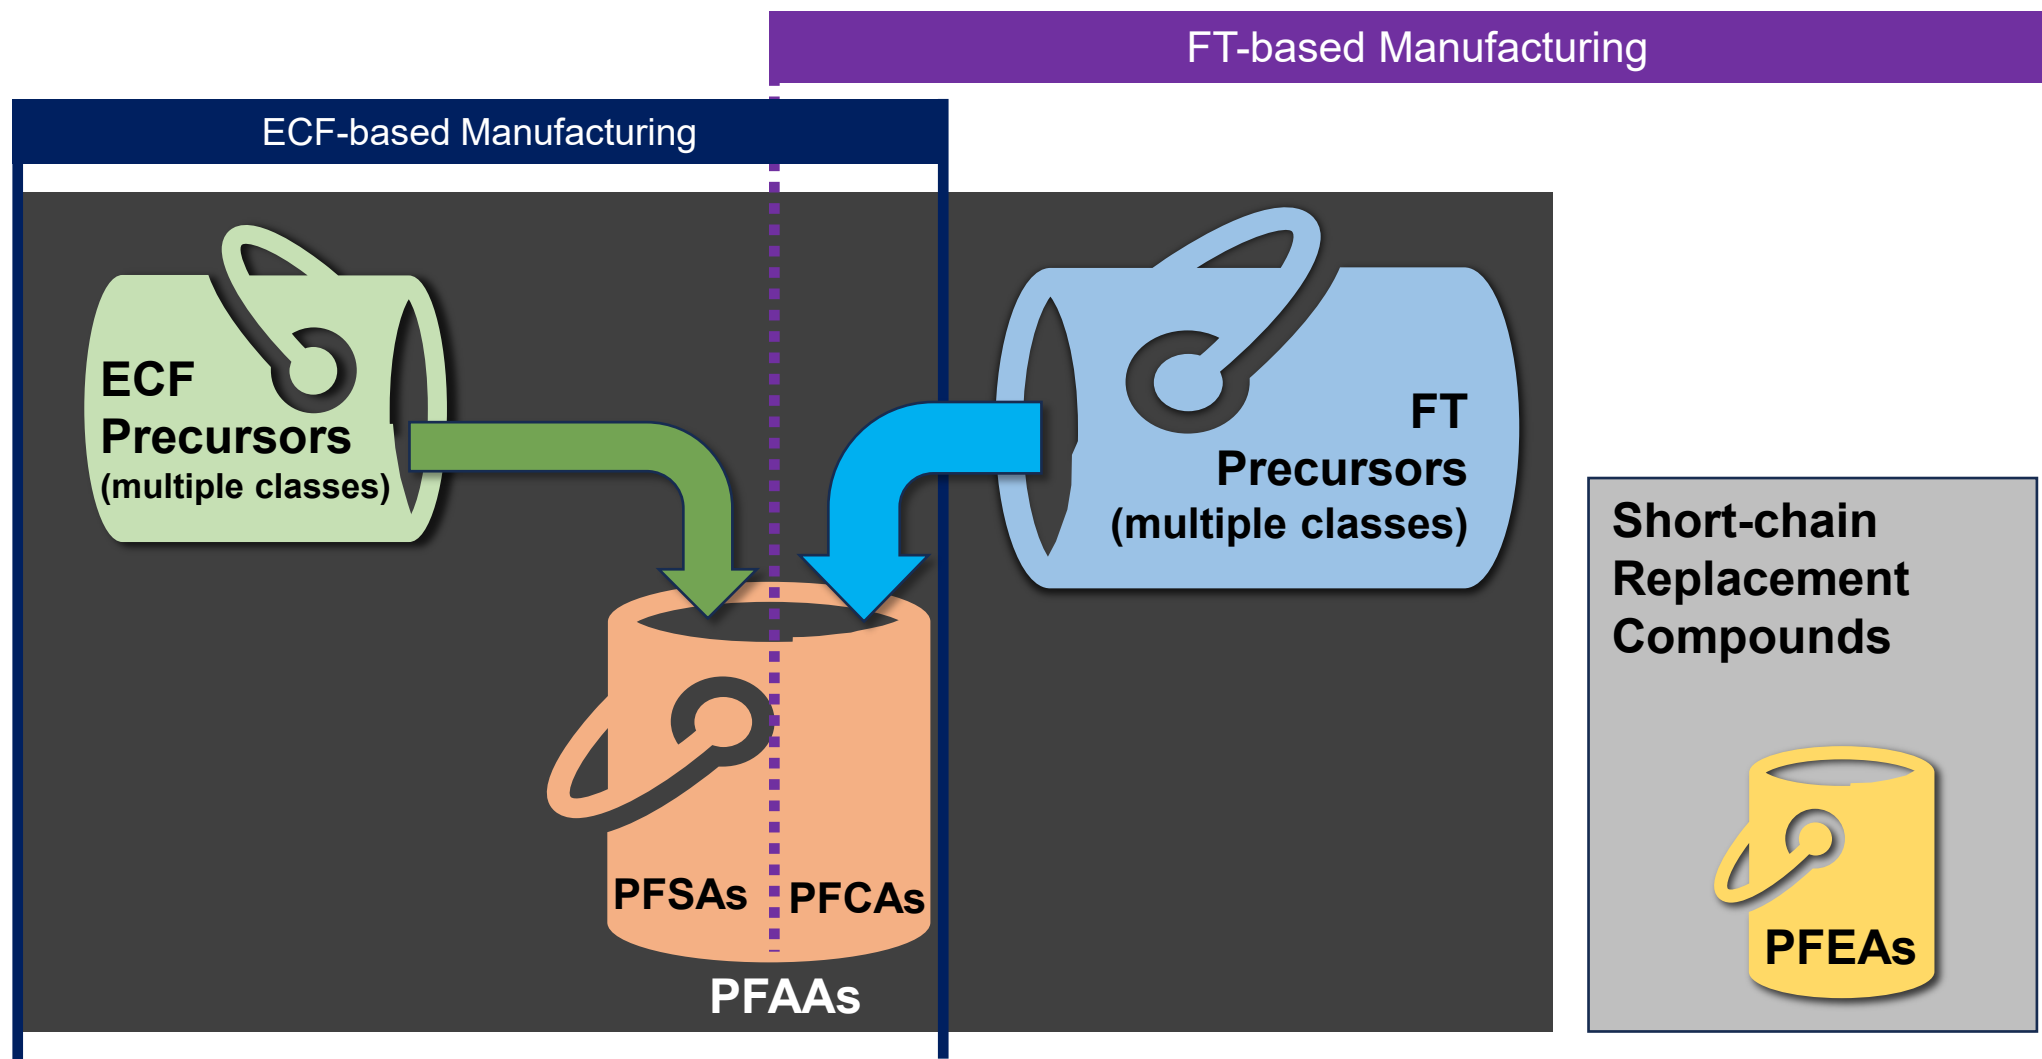 FT-based Manufacturing
ECF-based Manufacturing
ECF
Precursors
(multiple classes)
FT
Precursors
(multiple classes)
Short-chain
Replacement
Compounds
PFSAs
PFCAs
PFAAs
PFEAs